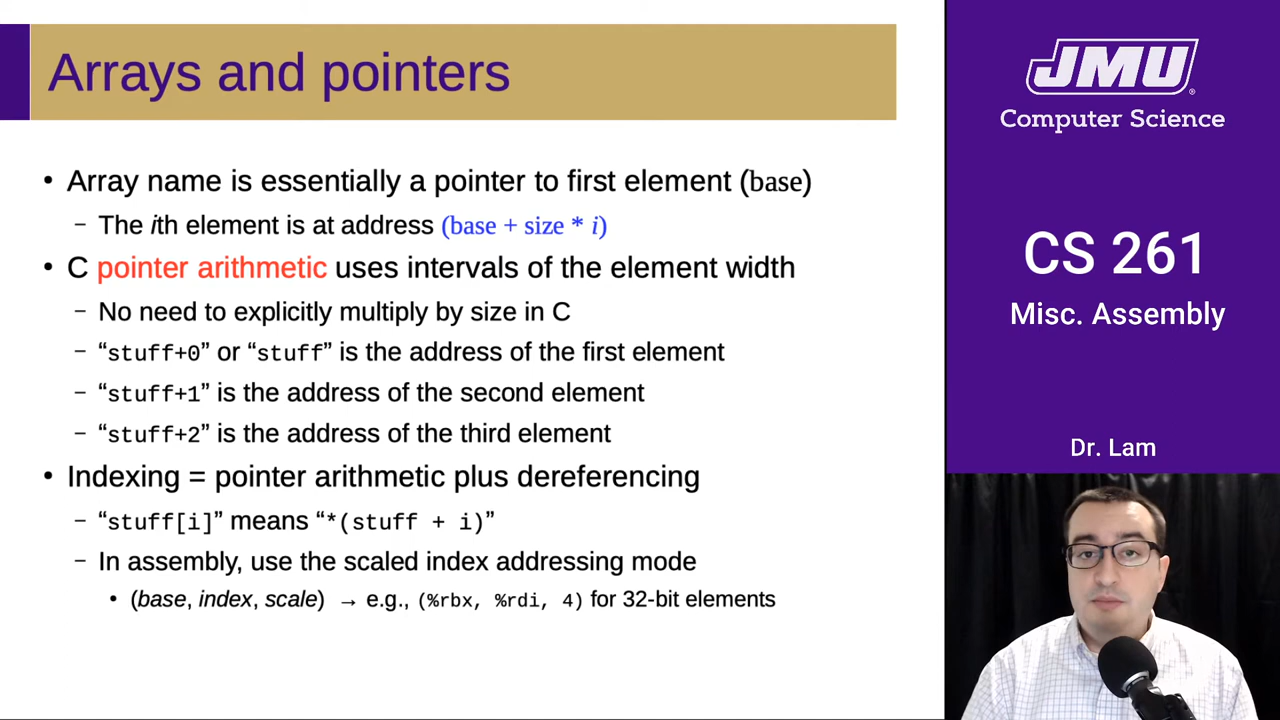 Arrays and pointers
• Array name is essentially a pointer to first element (base)
– The ith element is at address (base + size * i)
• C pointer arithmetic uses intervals of the element width
– No need to explicitly multiply by size in C
– “stuff+0” or “stuff” is the address of the first element
– “stuff+1” is the address of the second element
– “stuff+2” is the address of the third element
• Indexing = pointer arithmetic plus dereferencing
– “stuff[i]” means “*(stuff + i)”
– In assembly, use the scaled index addressing mode
• (base, index, scale) → e.g., (%rbx, %rdi, 4) for 32-bit elements
JMU®
Computer Science
CS 261
Misc. Assembly
Dr. Lam